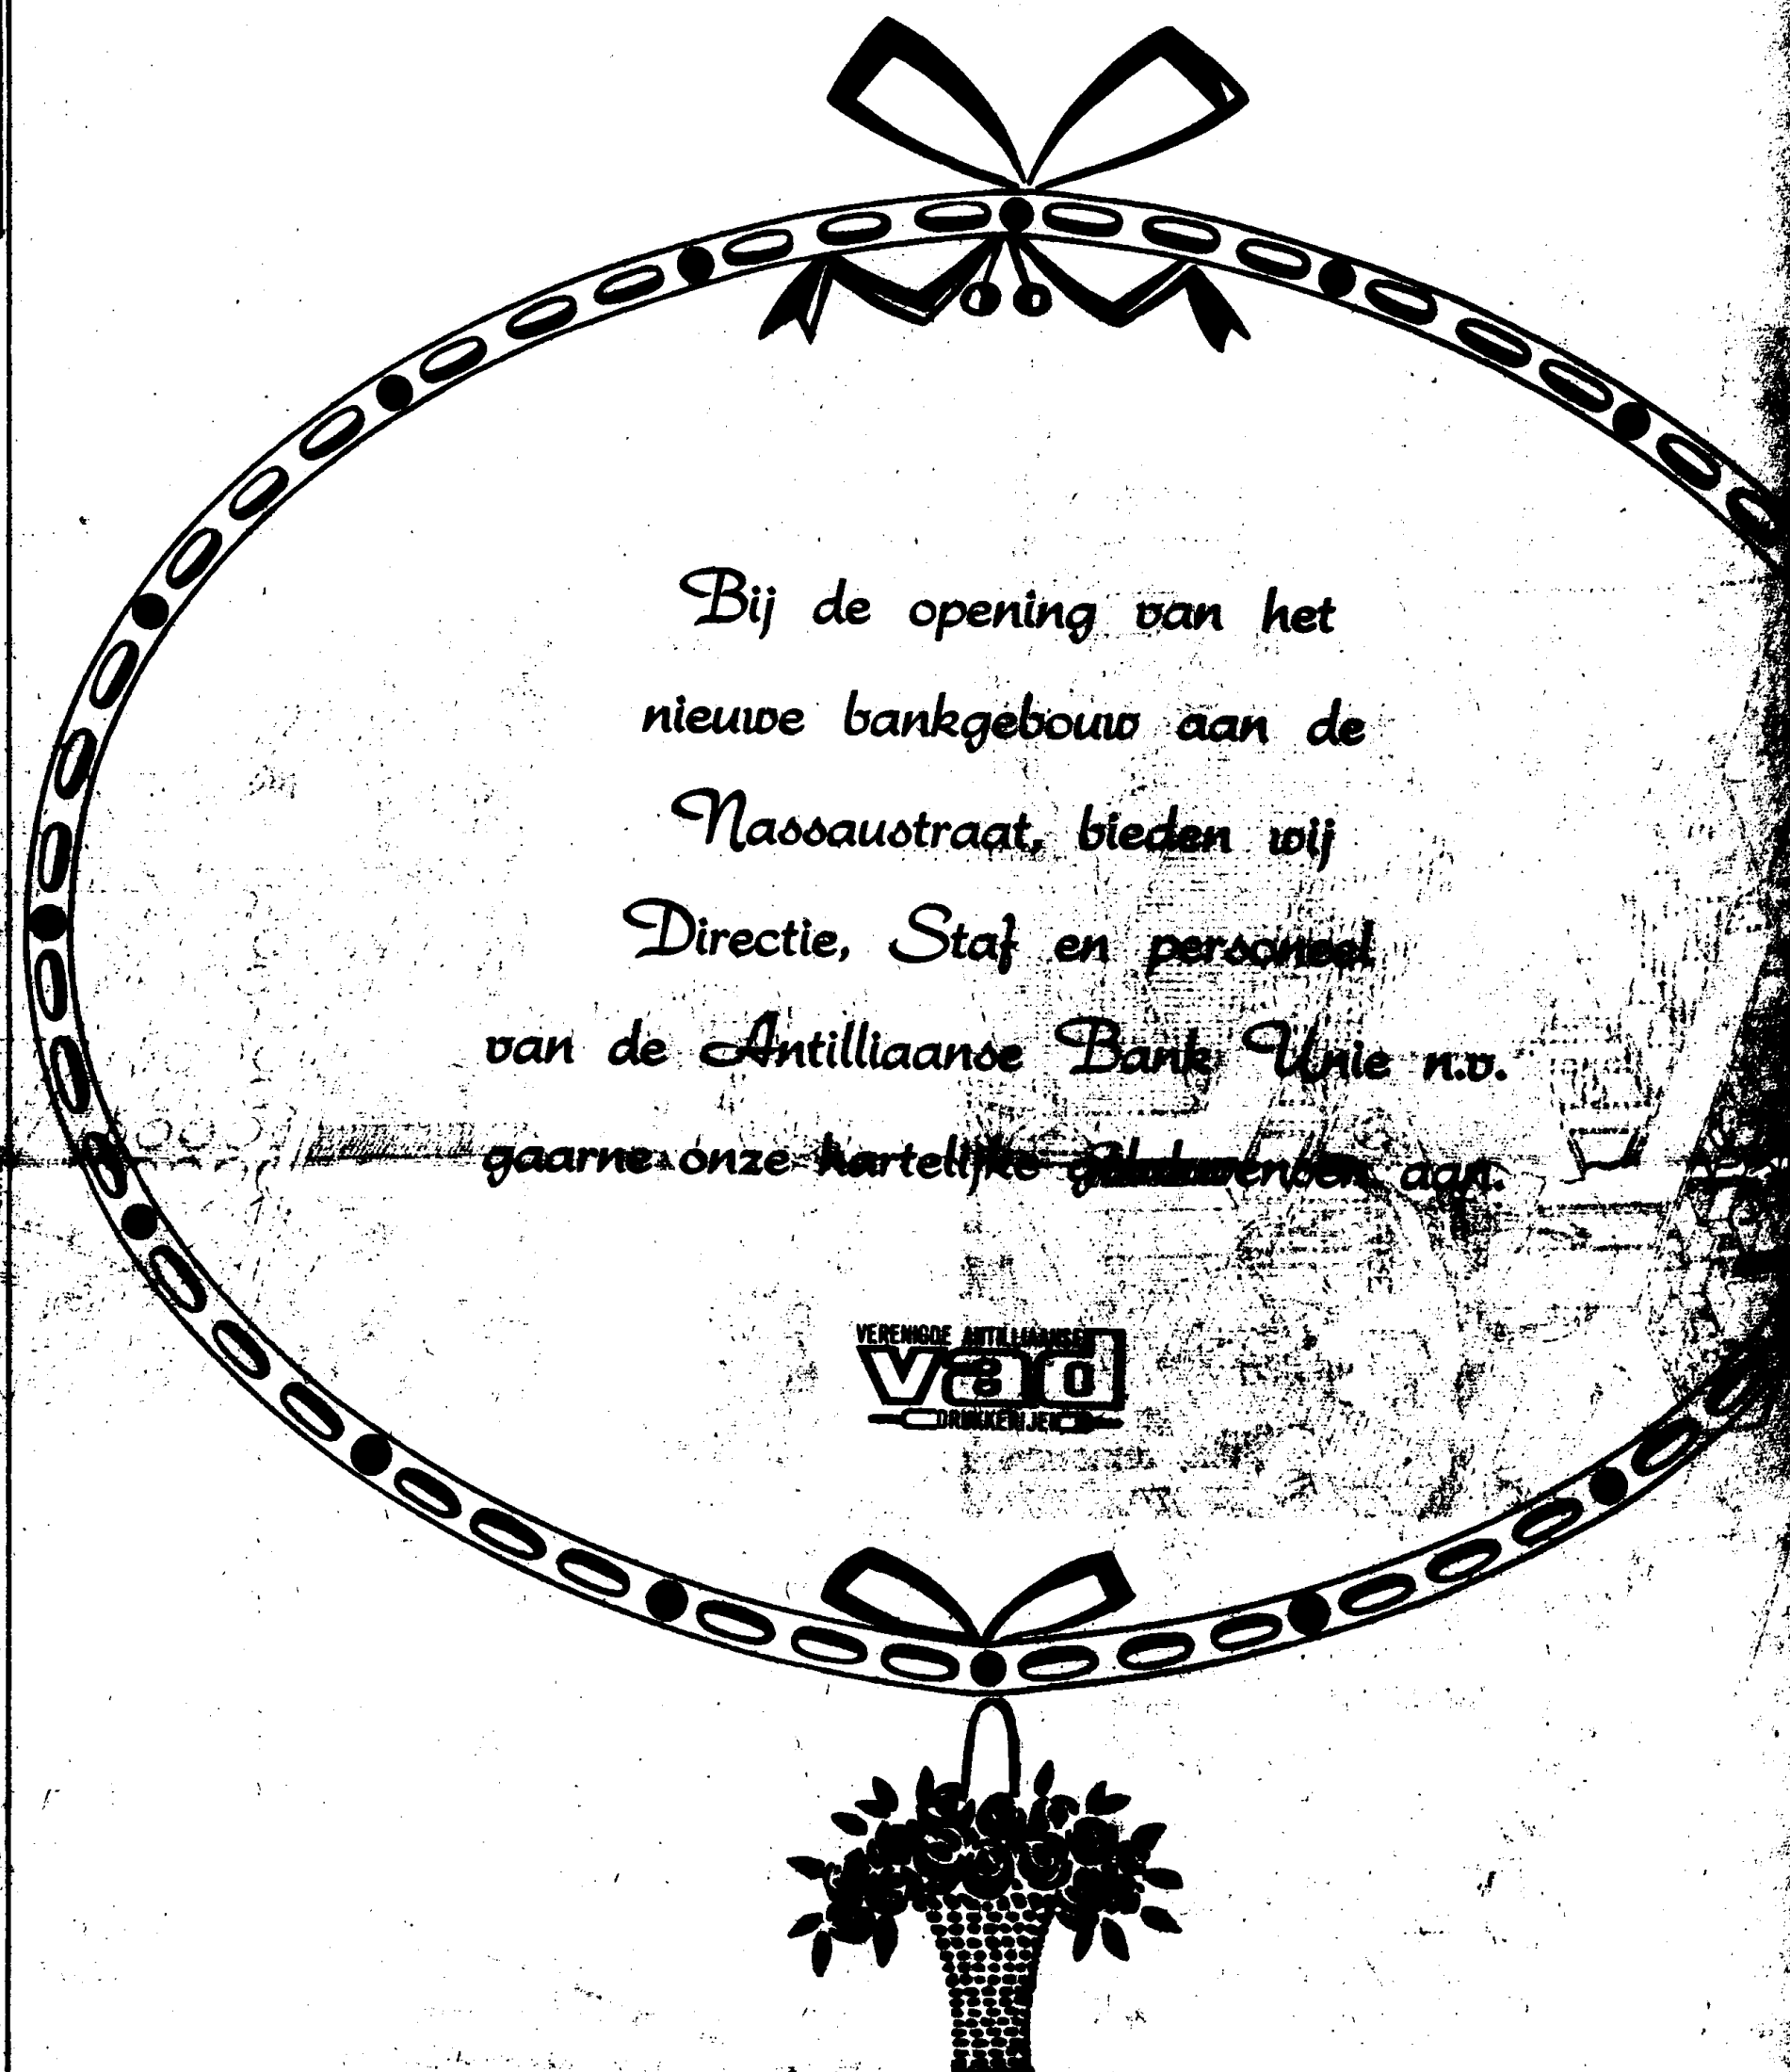 Bij de opening van het
nieuwe bankgebouw aan de
Nassaustraat, bieden wij
Directie, Staf en personeel
van de Antilliaanse Bank Unie n.v.
gaarne onze hartelijke aan.
VERENIGDE ANTILLIAANSE
vad
DRUKKERIJEN